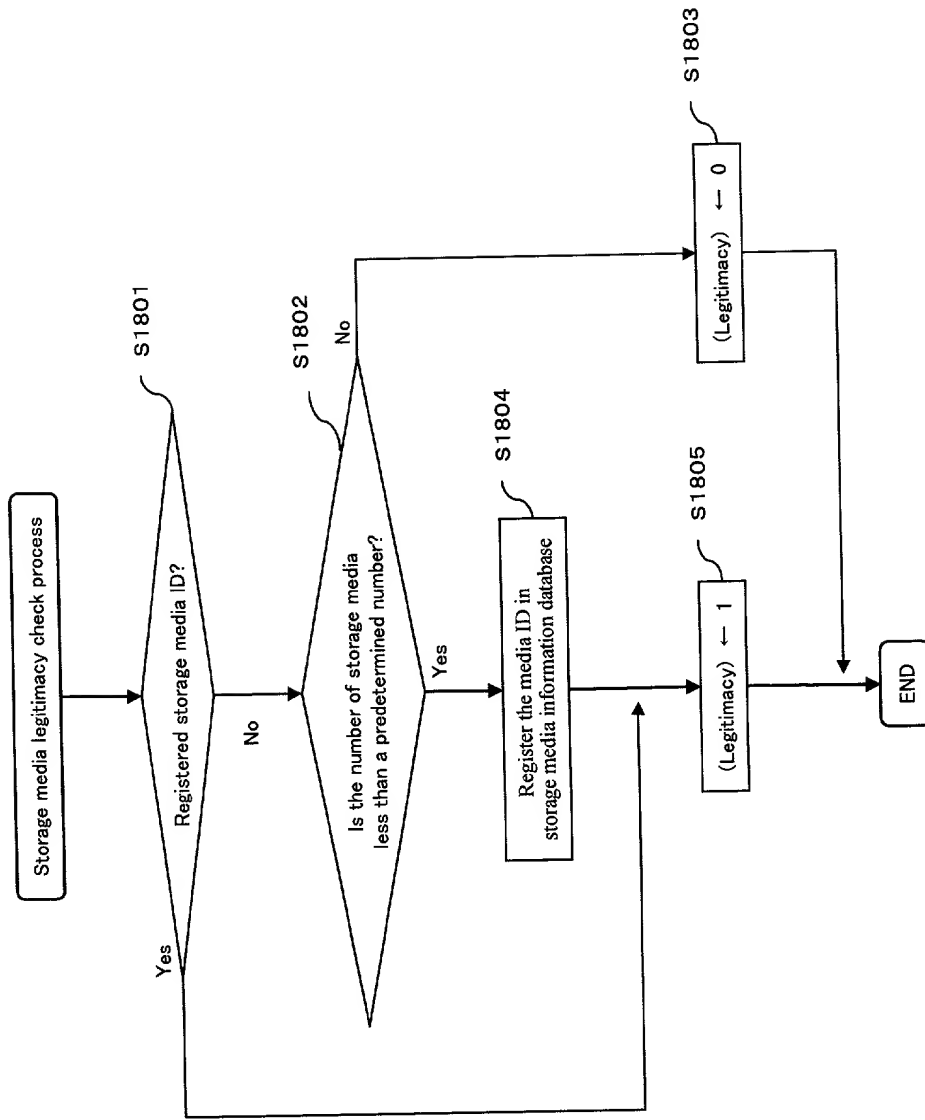 Storage media legitimacy check process
S1801
Registered storage media ID?
Yes
No
S1802
Is the number of storage media
less than a predetermined number?
No
Yes
S1804
Register the media ID in
storage media information database
S1803
(Legitimacy) ← 0
S1805
(Legitimacy) ← 1
END